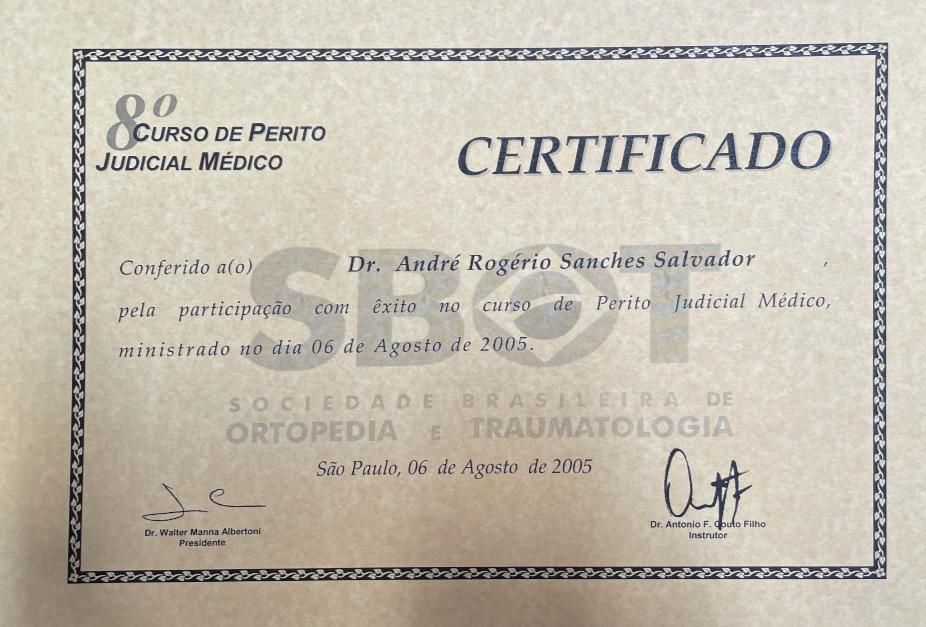 8º CURSO DE PERITO
JUDICIAL MÉDICO
CERTIFICADO
Conferido a(o) Dr. André Rogério Sanches Salvador ,
pela participação com êxito no curso de Perito Judicial Médico,
ministrado no dia 06 de Agosto de 2005.
SBOT
SOCIEDADE BRASILEIRA DE
ORTOPEDIA E TRAUMATOLOGIA
São Paulo, 06 de Agosto de 2005
Dr. Walter Manna Albertoni
Presidente
Dr. Antonio F. Couto Filho
Instrutor